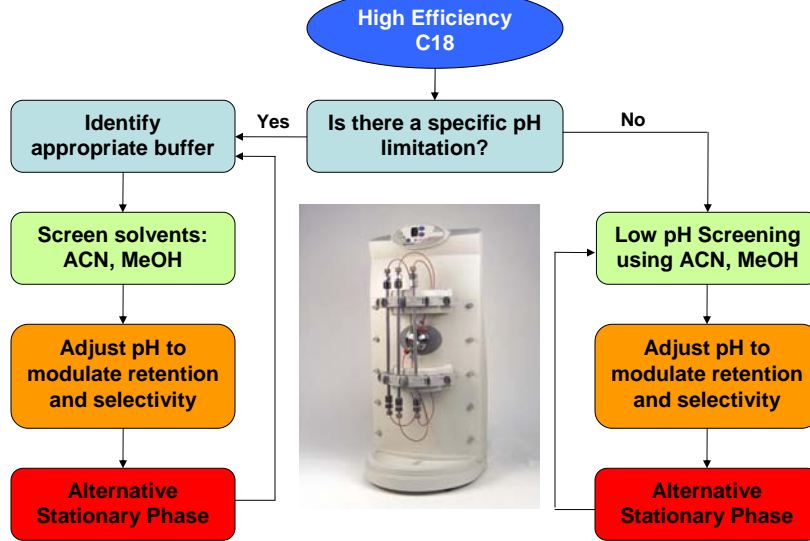 High Efficiency
C18
Is there a specific pH
limitation?
Yes
No
Identify
appropriate buffer
Screen solvents:
ACN, MeOH
Adjust pH to
modulate retention
and selectivity
Alternative
Stationary Phase
Low pH Screening
using ACN, MeOH
Adjust pH to
modulate retention
and selectivity
Alternative
Stationary Phase